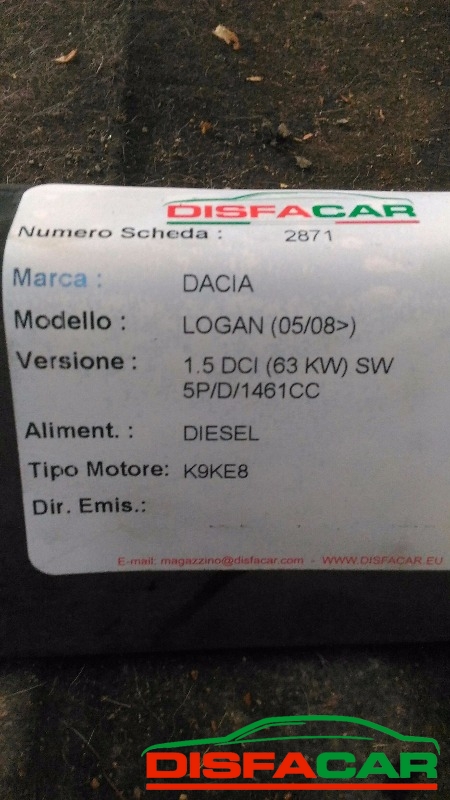 DISFACAR
Numero Scheda : 2871
Marca : DACIA
Modello : LOGAN (05/08>)
Versione : 1.5 DCI (63 KW) SW
5P/D/1461CC
Aliment. : DIESEL
Tipo Motore: K9KE8
Dir. Emis.:
E-mail: magazzino@disfacar.com - WWW.DISFACAR.EU
DISFACAR